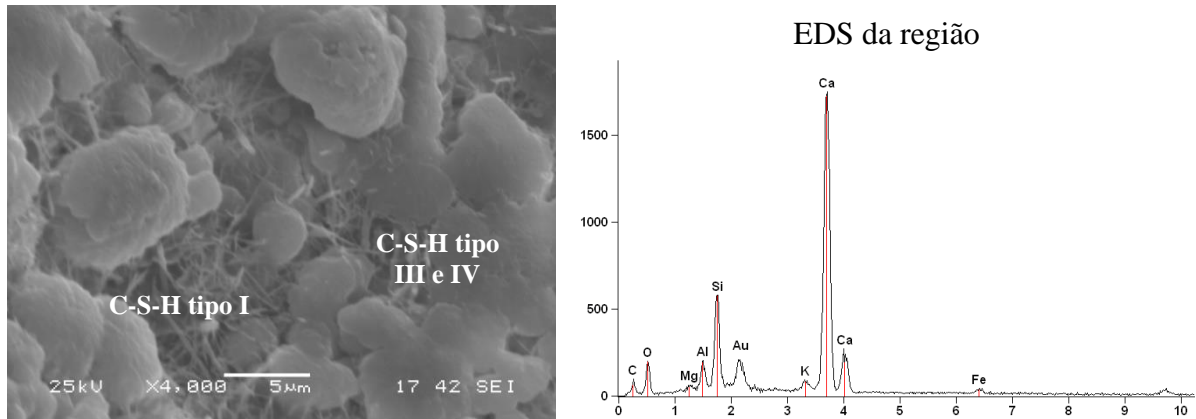 C-S-H tipo
III e IV
C-S-H tipo I
25kV X4,000 5µm 17 42 SEI
EDS da região
1500
1000
500
0
C
O
Mg
Al
Si
Au
K
Ca
Ca
Fe
0 1 2 3 4 5 6 7 8 9 10